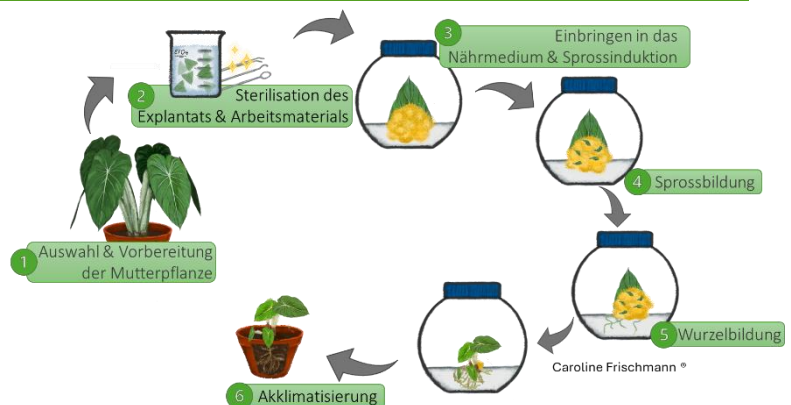 1
Auswahl & Vorbereitung
der Mutterpflanze
2
Sterilisation des
Explantats & Arbeitsmaterials
3
Einbringen in das
Nährmedium & Sprossinduktion
4
Sprossbildung
5
Wurzelbildung
Caroline Frischmann ®
6
Akklimatisierung